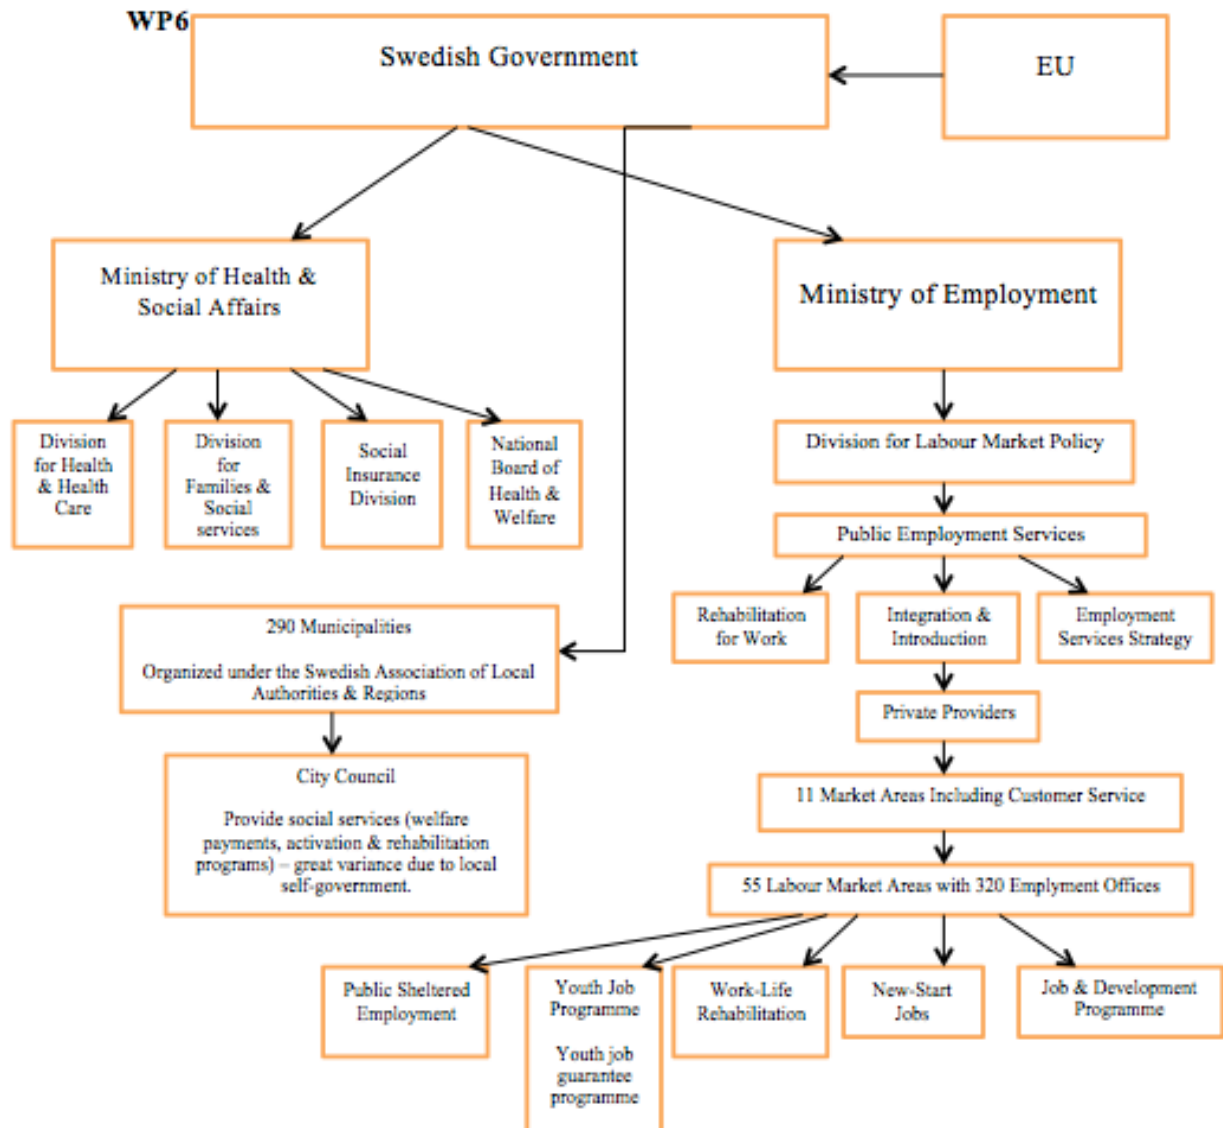 WP6
Swedish Government
EU
Ministry of Health &
Social Affairs
Ministry of Employment
Division
for Health
& Health
Care
Division
for
Families &
Social
services
Social
Insurance
Division
National
Board of
Health &
Welfare
Division for Labour Market Policy
Public Employment Services
Rehabilitation
for Work
Integration &
Introduction
Employment
Services Strategy
290 Municipalities
Organized under the Swedish Association of Local
Authorities & Regions
Private Providers
City Council
Provide social services (welfare
payments, activation & rehabilitation
programs) – great variance due to local
self-government.
11 Market Areas Including Customer Service
55 Labour Market Areas with 320 Emplyment Offices
Public Sheltered
Employment
Youth Job
Programme
Youth job
guarantee
programme
Work-Life
Rehabilitation
New-Start
Jobs
Job & Development
Programme